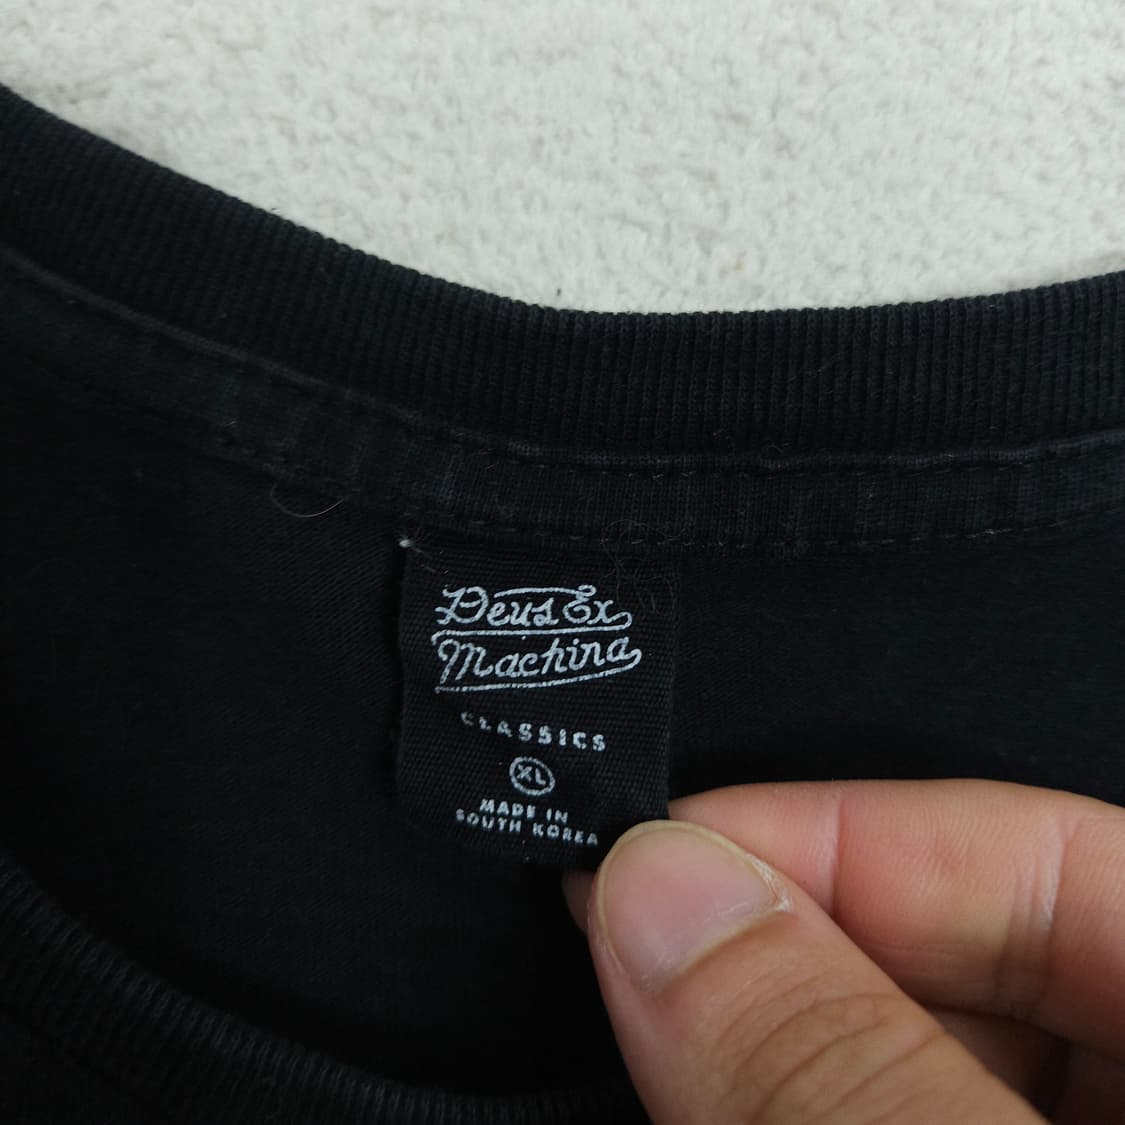 Deus Ex
Machina
CLASSICS
XL
MADE IN
SOUTH KOREA